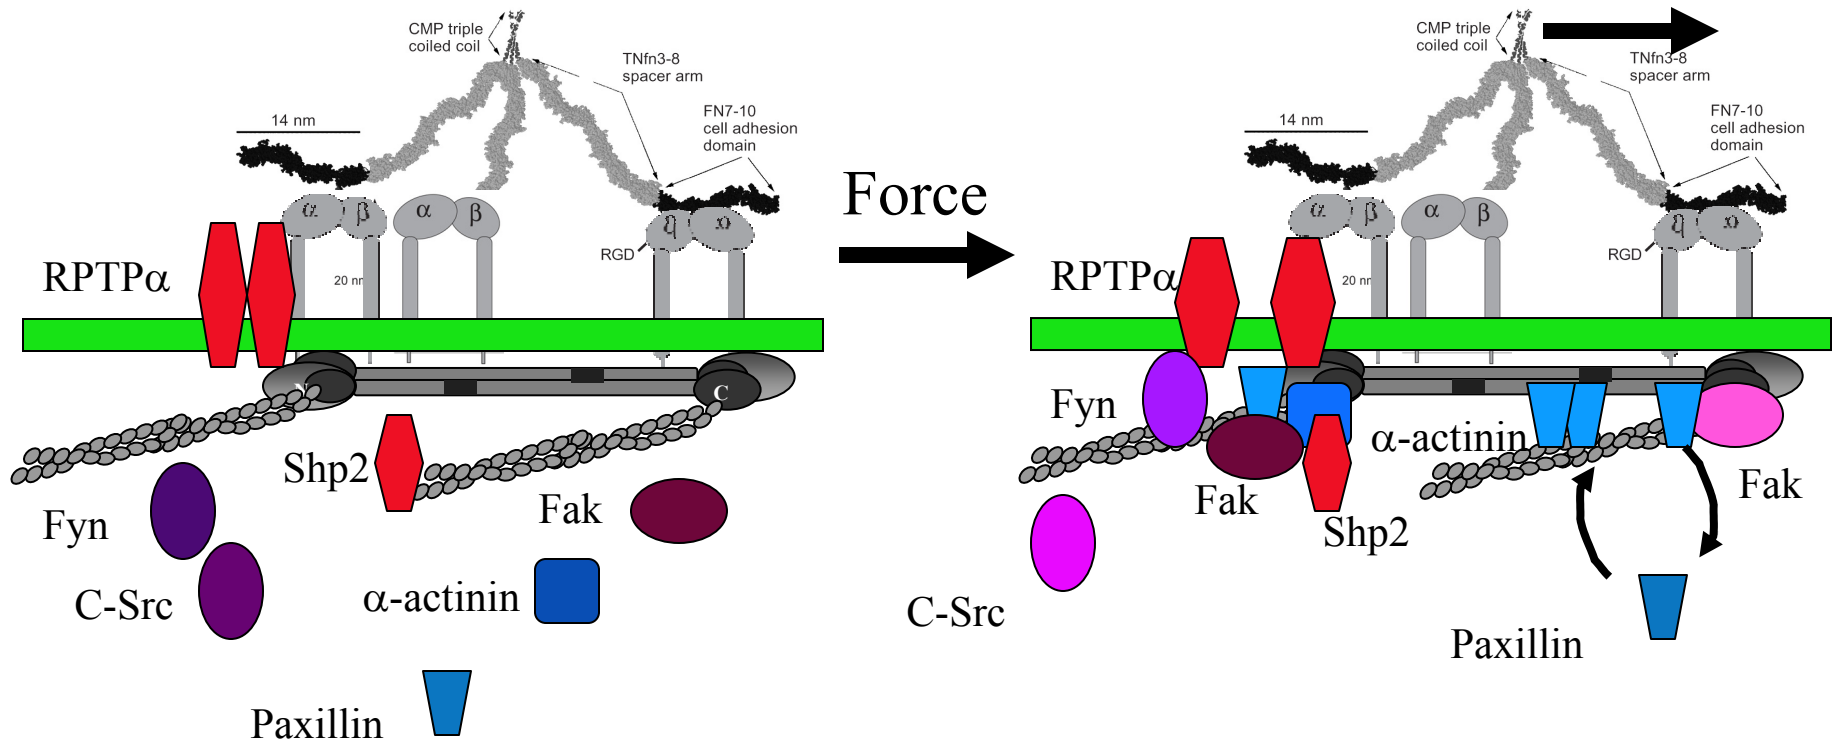 CMP triple
coiled coil
TNfn3-8
spacer arm
14 nm
FN7-10
cell adhesion
domain
α
β
α
β
RGD
20 nm
RPTPα
N
C
Shp2
Fyn
Fak
C-Src
α-actinin
Paxillin
Force
CMP triple
coiled coil
TNfn3-8
spacer arm
14 nm
FN7-10
cell adhesion
domain
α
β
α
β
RGD
20 nm
RPTPα
Fyn
α-actinin
Fak
Fak
Shp2
C-Src
Paxillin